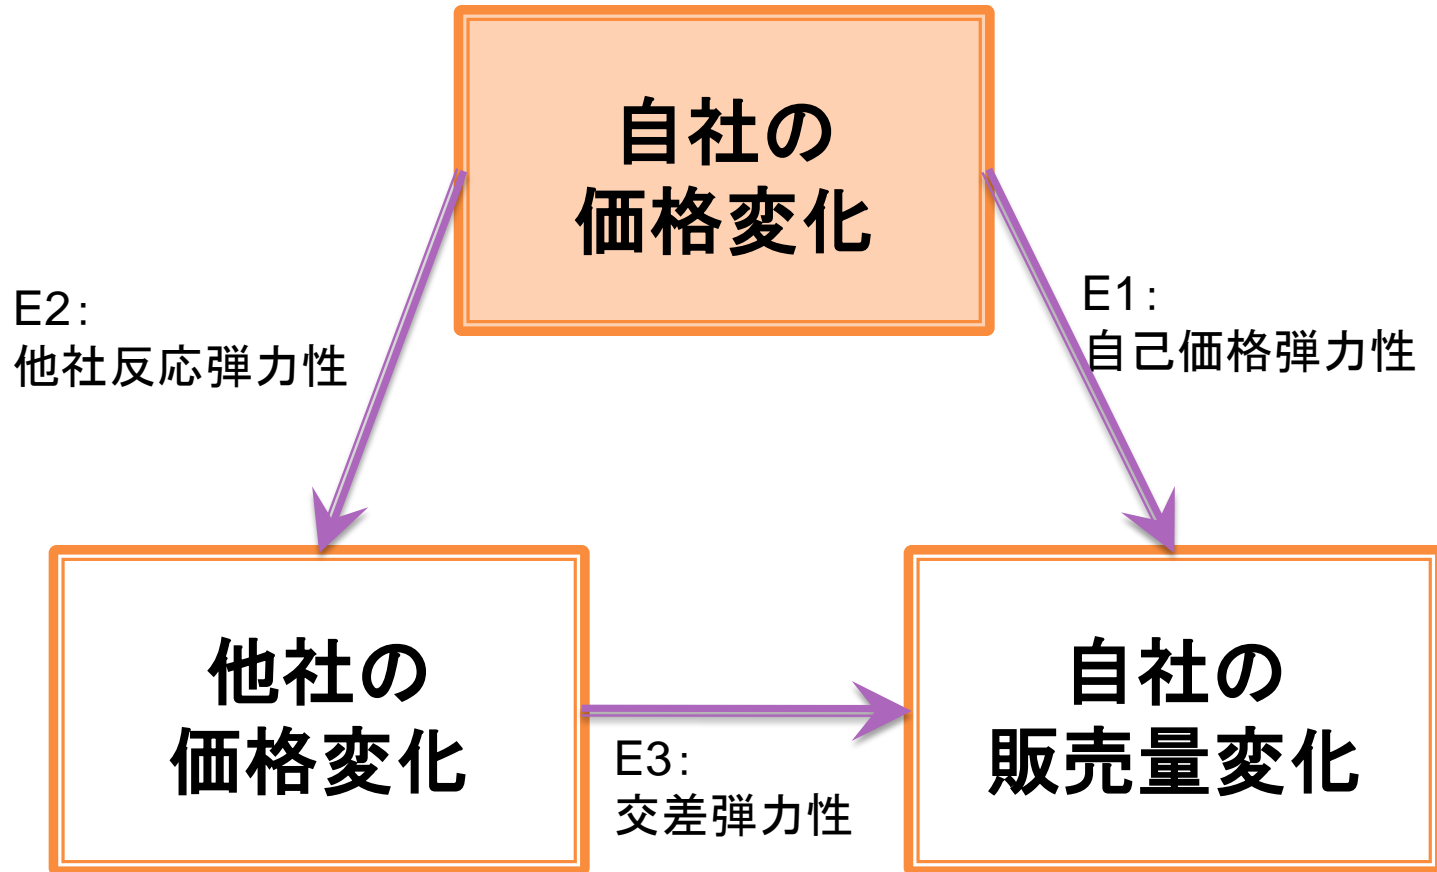 自社の
価格変化
E2：
他社反応弾力性
E1：
自己価格弾力性
他社の
価格変化
E3：
交差弾力性
自社の
販売量変化